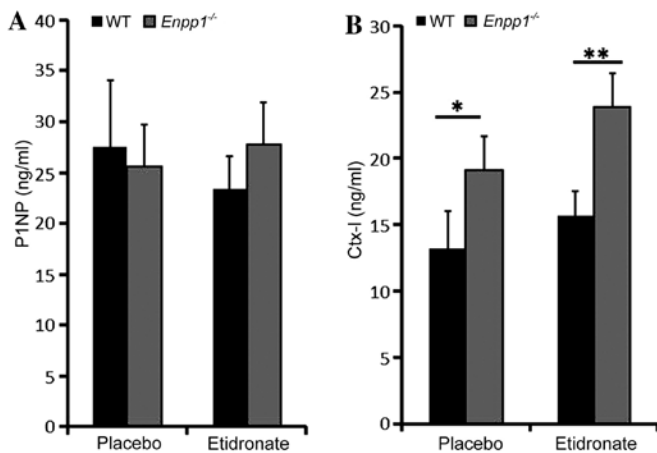 A
WT Enpp1-/-
P1NP (ng/ml)
40
35
30
25
20
15
10
5
0
Placebo Etidronate
B
WT Enpp1-/-
Ctx-I (ng/ml)
30
25
20
15
10
5
0
*
**
Placebo Etidronate